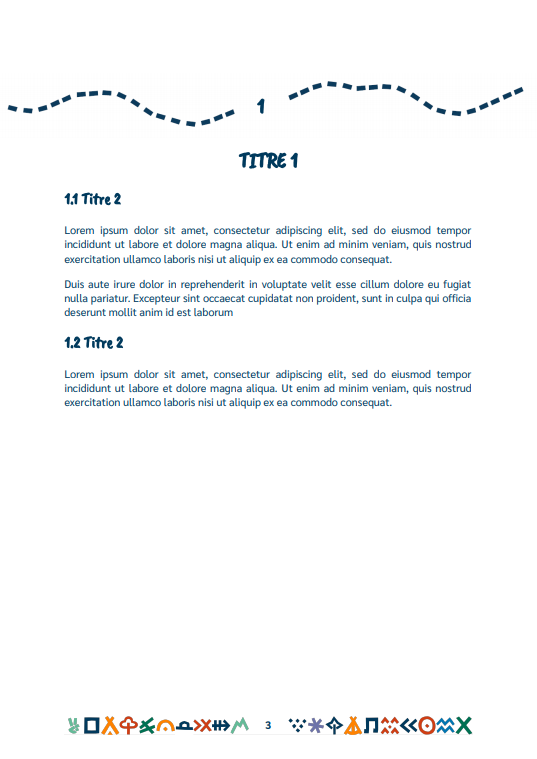 1
TITRE 1
1.1 Titre 2
Lorem ipsum dolor sit amet, consectetur adipiscing elit, sed do eiusmod tempor
incididunt ut labore et dolore magna aliqua. Ut enim ad minim veniam, quis nostrud
exercitation ullamco laboris nisi ut aliquip ex ea commodo consequat.
Duis aute irure dolor in reprehenderit in voluptate velit esse cillum dolore eu fugiat
nulla pariatur. Excepteur sint occaecat cupidatat non proident, sunt in culpa qui officia
deserunt mollit anim id est laborum
1.2 Titre 2
Lorem ipsum dolor sit amet, consectetur adipiscing elit, sed do eiusmod tempor
incididunt ut labore et dolore magna aliqua. Ut enim ad minim veniam, quis nostrud
exercitation ullamco laboris nisi ut aliquip ex ea commodo consequat.
3